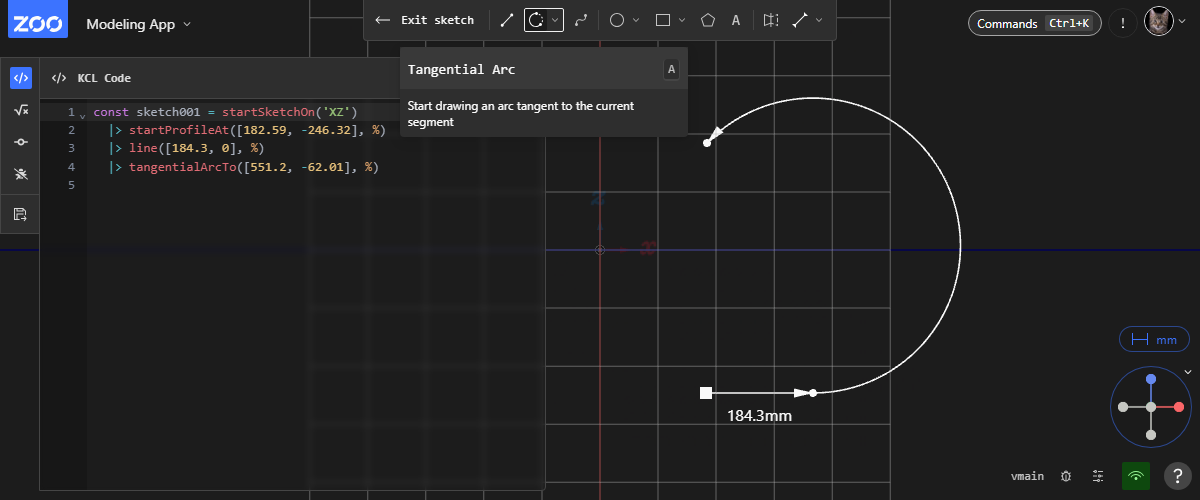 ZOO Modeling App Exit sketch A Commands Ctrl+K !
</> </> KCL Code Tangential Arc A
Start drawing an arc tangent to the current
segment
1 const sketch001 = startSketchOn('XZ')
2 |> startProfileAt([182.59, -246.32], %)
3 |> line([184.3, 0], %)
4 |> tangentialArcTo([551.2, -62.01], %)
5
z
x
mm
184.3mm
vmain ?